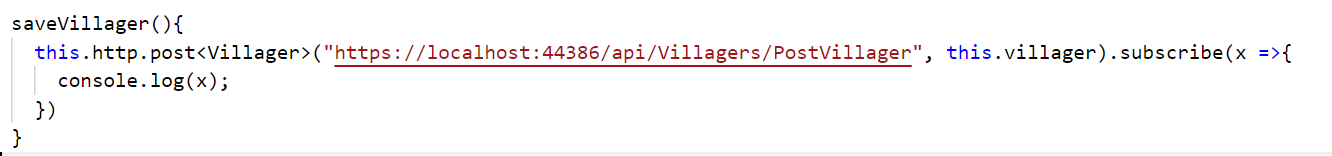 saveVillager(){
this.http.post<Villager>("https://localhost:44386/api/Villagers/PostVillager", this.villager).subscribe(x =>{
console.log(x);
})
}